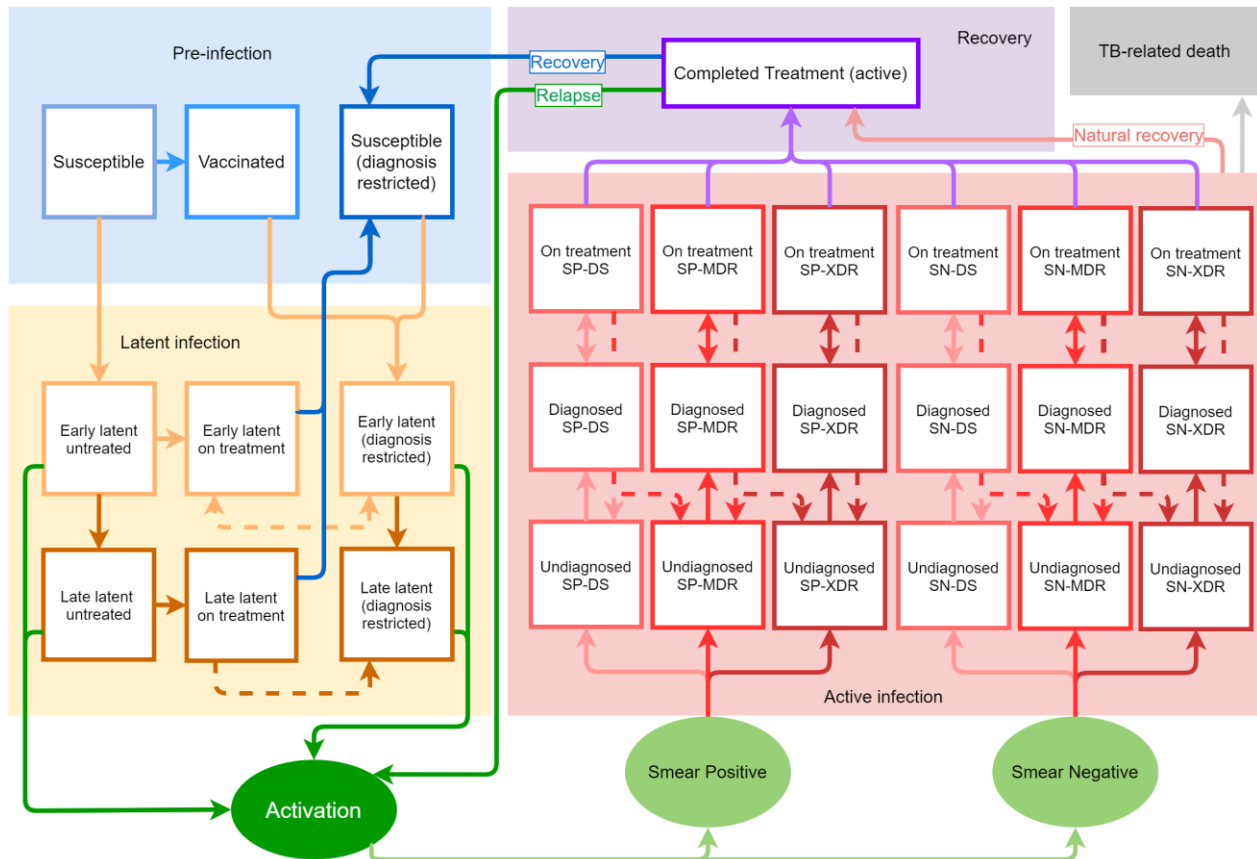 Pre-infection
Recovery
TB-related death
Recovery
Relapse
Completed Treatment (active)
Natural recovery
Susceptible
Vaccinated
Susceptible
(diagnosis
restricted)
On treatment
SP-DS
On treatment
SP-MDR
On treatment
SP-XDR
On treatment
SN-DS
On treatment
SN-MDR
On treatment
SN-XDR
Latent infection
Early latent
untreated
Early latent
on treatment
Early latent
(diagnosis
restricted)
Diagnosed
SP-DS
Diagnosed
SP-MDR
Diagnosed
SP-XDR
Diagnosed
SN-DS
Diagnosed
SN-MDR
Diagnosed
SN-XDR
Late latent
untreated
Late latent
on treatment
Late latent
(diagnosis
restricted)
Undiagnosed
SP-DS
Undiagnosed
SP-MDR
Undiagnosed
SP-XDR
Undiagnosed
SN-DS
Undiagnosed
SN-MDR
Undiagnosed
SN-XDR
Active infection
Activation
Smear Positive
Smear Negative